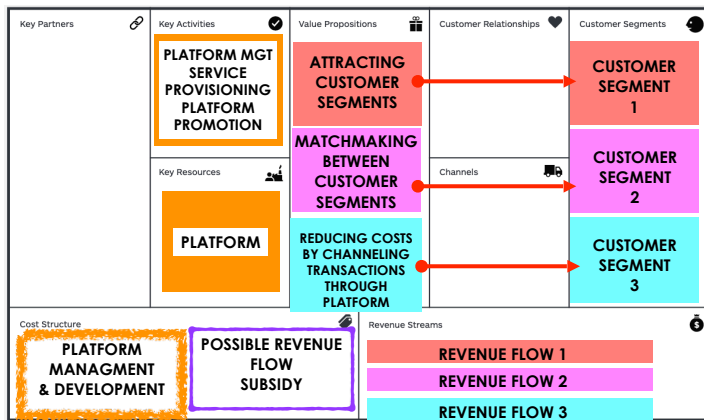 Key Partners
Key Activities
Value Propositions
Customer Relationships
Customer Segments
PLATFORM MGT
SERVICE
PROVISIONING
PLATFORM
PROMOTION
ATTRACTING
CUSTOMER
SEGMENTS
CUSTOMER
SEGMENT
1
MATCHMAKING
BETWEEN
CUSTOMER
SEGMENTS
CUSTOMER
SEGMENT
2
Key Resources
Channels
PLATFORM
REDUCING COSTS
BY CHANNELING
TRANSACTIONS
THROUGH
PLATFORM
CUSTOMER
SEGMENT
3
Cost Structure
PLATFORM
MANAGMENT
& DEVELOPMENT
POSSIBLE REVENUE
FLOW
SUBSIDY
Revenue Streams
$
REVENUE FLOW 1
REVENUE FLOW 2
REVENUE FLOW 3